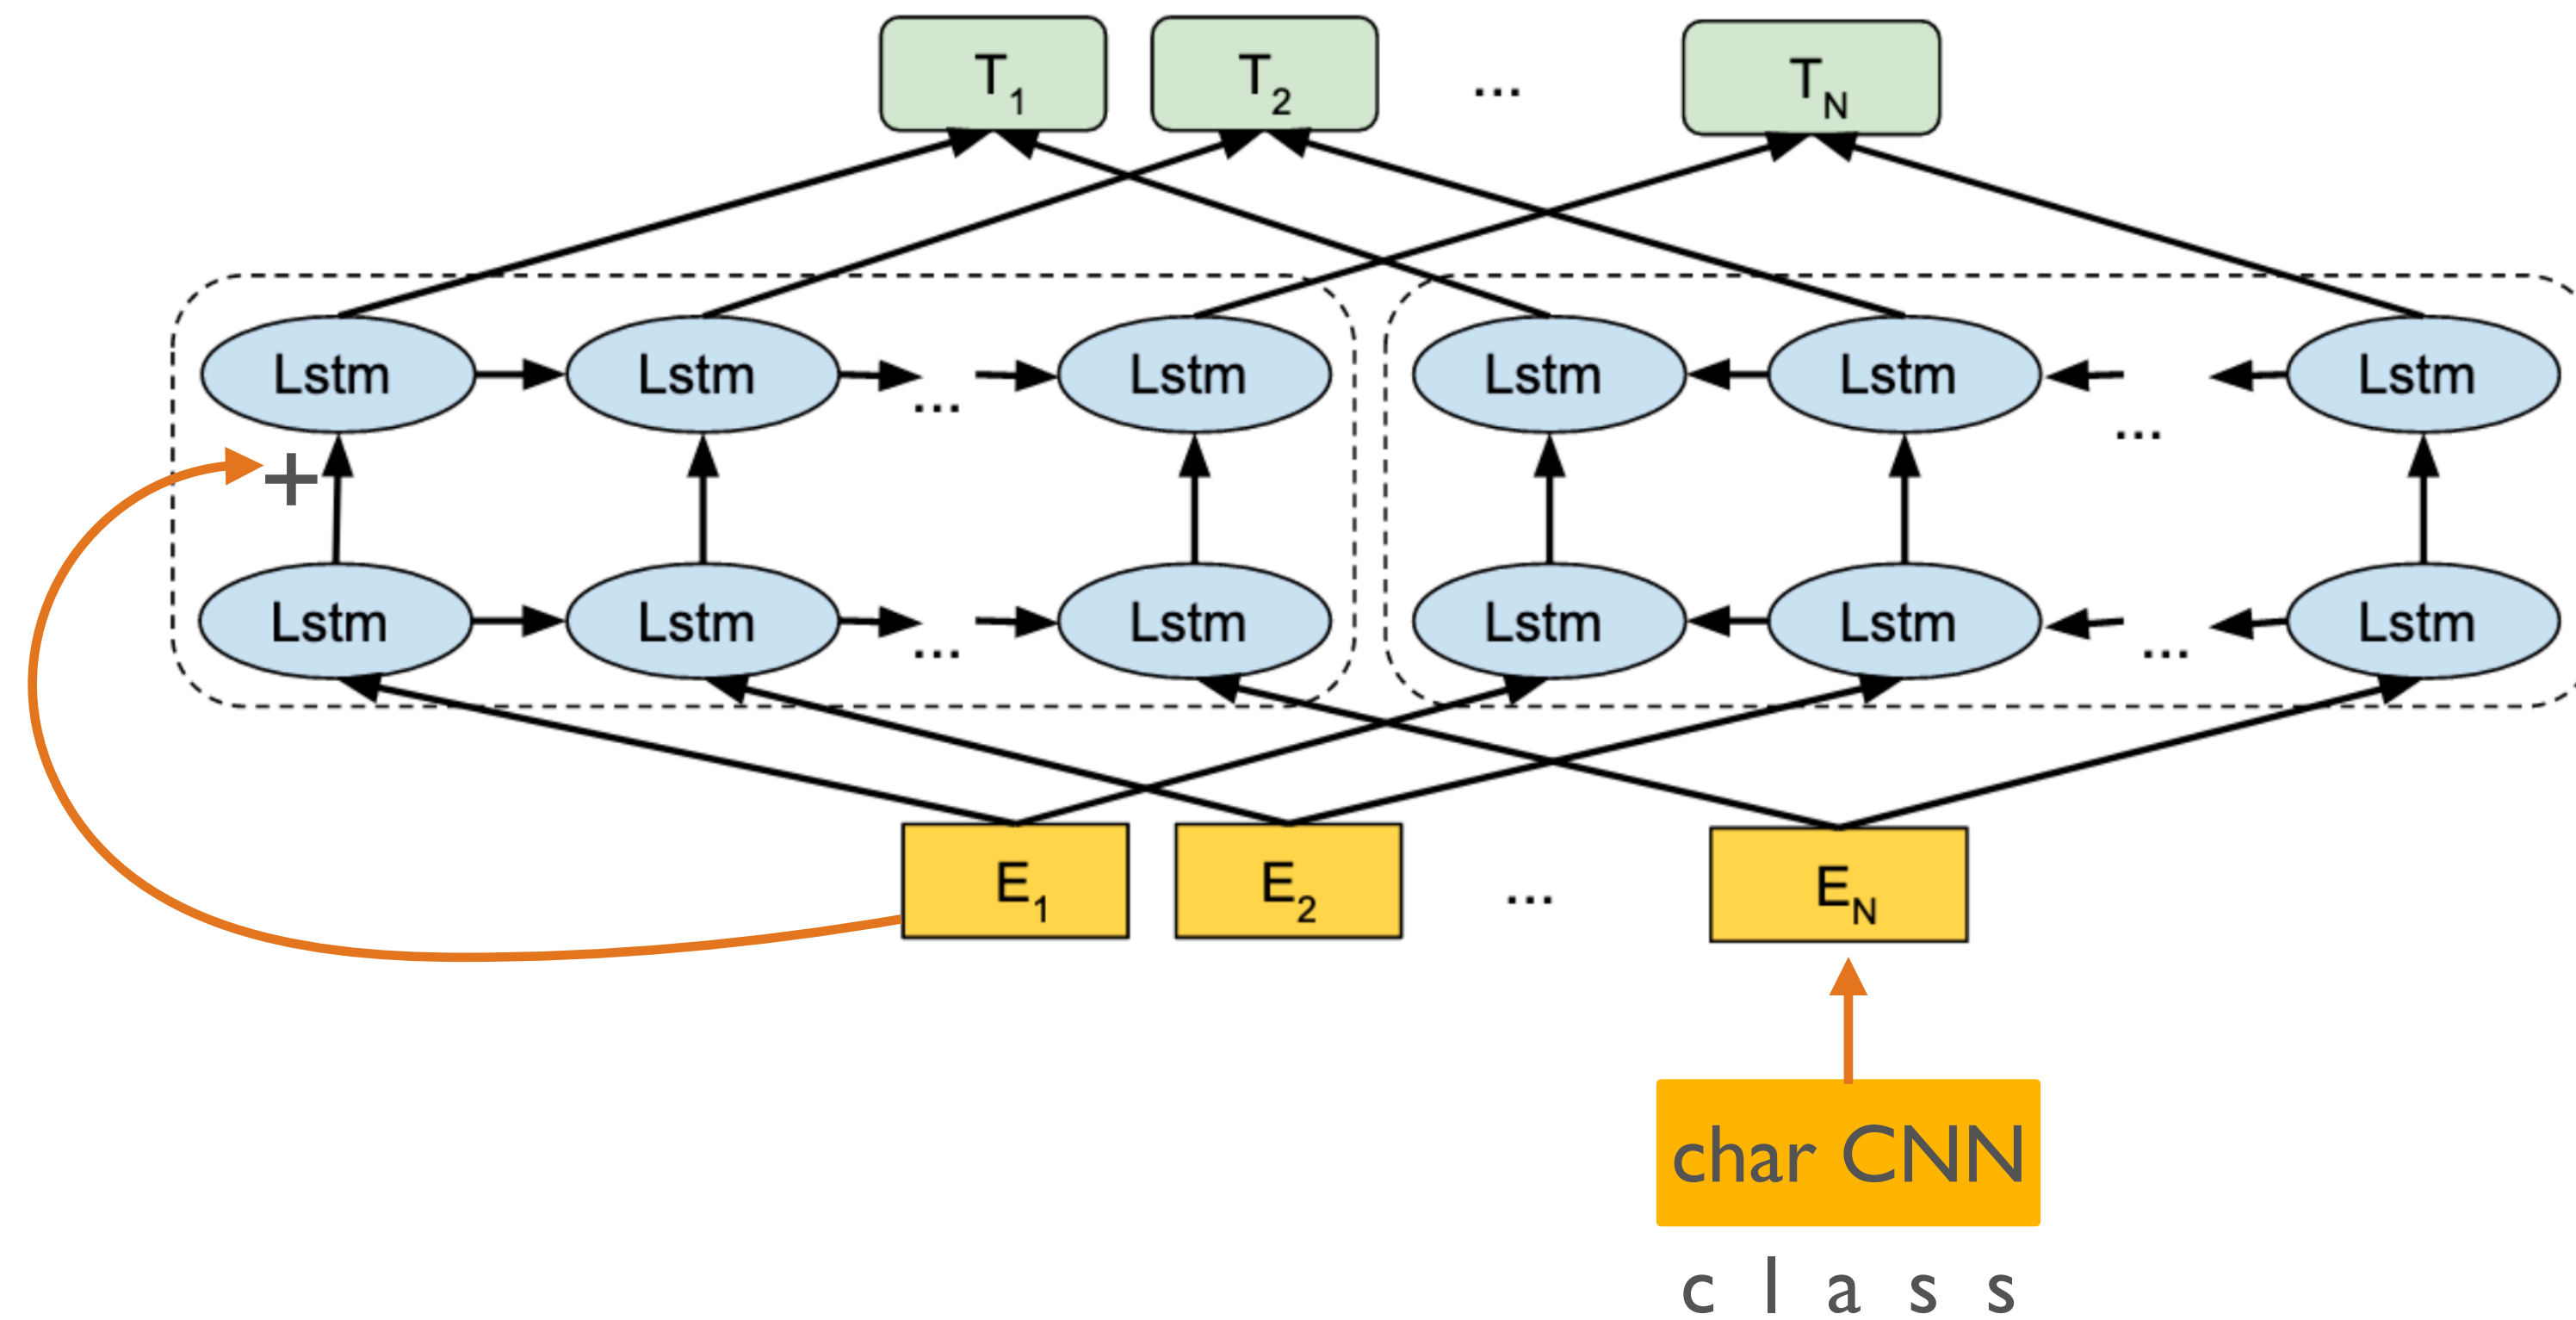 T1 T2 ... TN
Lstm Lstm ... Lstm Lstm Lstm ... Lstm
+
Lstm Lstm ... Lstm Lstm Lstm ... Lstm
E1 E2 ... EN
char CNN
c l a s s